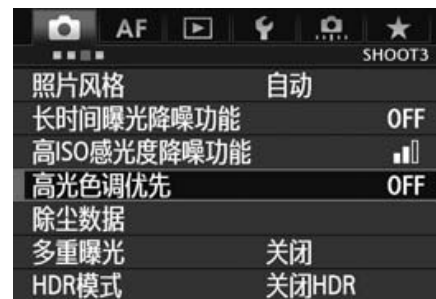 AF
SHOOT3
照片风格 自动
长时间曝光降噪功能 OFF
高ISO感光度降噪功能
高光色调优先 OFF
除尘数据
多重曝光 关闭
HDR模式 关闭HDR